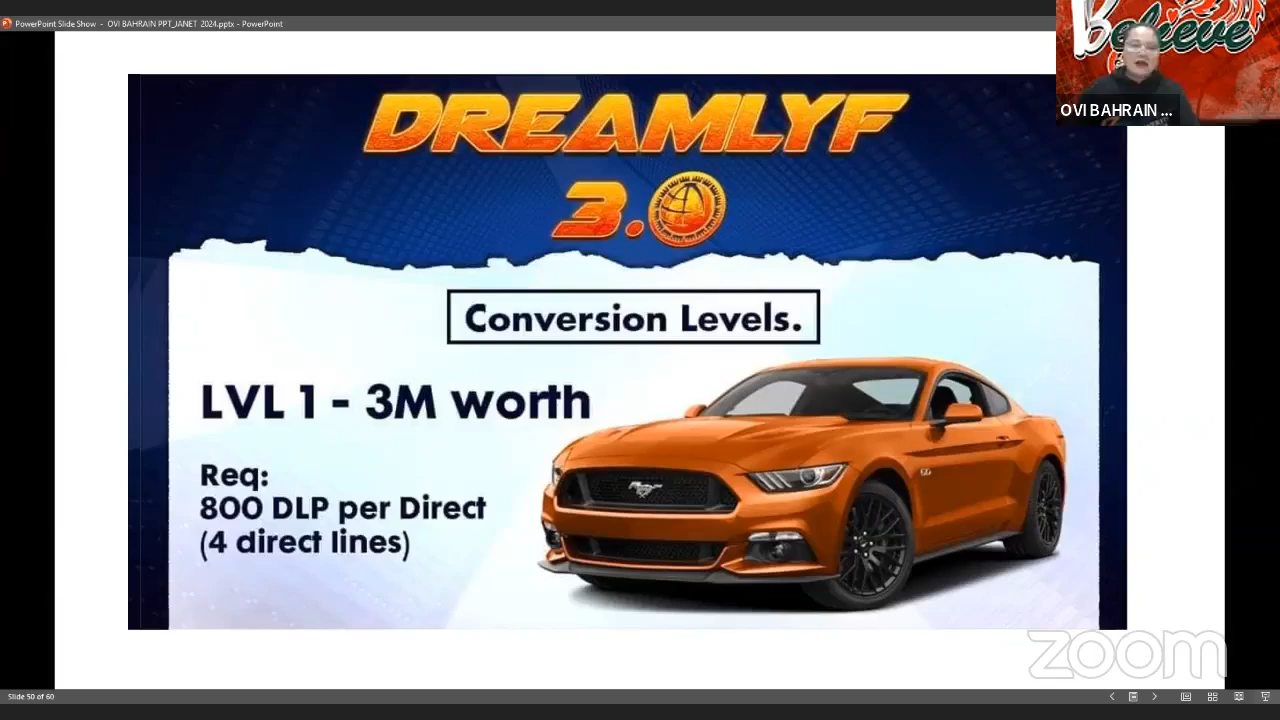 PowerPoint Slide Show - OVI BAHRAIN PPT_JANET 2024.pptx - PowerPoint
Believe
OVI BAHRAIN ...
DREAMLYF
3.0
Conversion Levels.
LVL 1 - 3M worth
Req:
800 DLP per Direct
(4 direct lines)
zoom
Slide 50 of 60